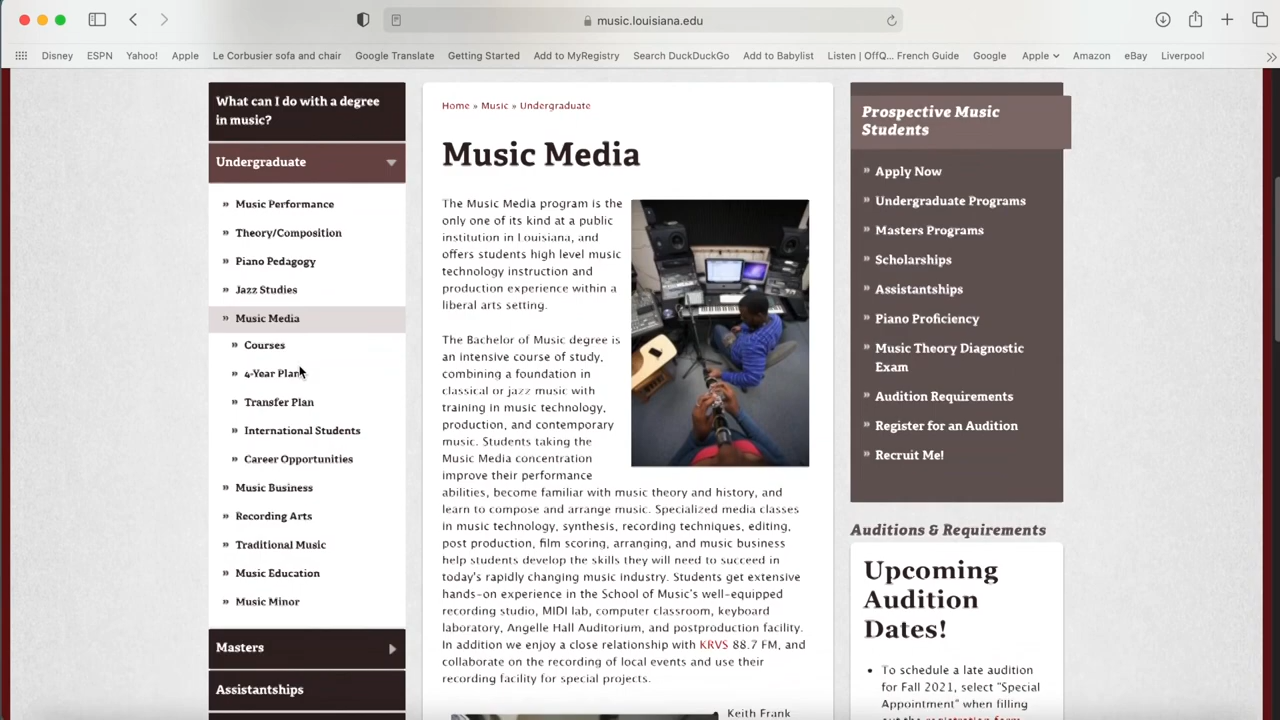 music.louisiana.edu
Disney ESPN Yahoo! Apple Le Corbusier sofa and chair Google Translate Getting Started Add to MyRegistry Search DuckDuckGo Add to Babylist Listen | OffQ... French Guide Google Apple Amazon eBay Liverpool
What can I do with a degree
in music?
Undergraduate
» Music Performance
» Theory/Composition
» Piano Pedagogy
» Jazz Studies
» Music Media
» Courses
» 4-Year Plan
» Transfer Plan
» International Students
» Career Opportunities
» Music Business
» Recording Arts
» Traditional Music
» Music Education
» Music Minor
Masters
Assistantships
Home » Music » Undergraduate
Music Media
The Music Media program is the
only one of its kind at a public
institution in Louisiana, and
offers students high level music
technology instruction and
production experience within a
liberal arts setting.
The Bachelor of Music degree is
an intensive course of study,
combining a foundation in
classical or jazz music with
training in music technology,
production, and contemporary
music. Students taking the
Music Media concentration
improve their performance
abilities, become familiar with music theory and history, and
learn to compose and arrange music. Specialized media classes
in music technology, synthesis, recording techniques, editing,
post production, film scoring, arranging, and music business
help students develop the skills they will need to succeed in
today's rapidly changing music industry. Students get extensive
hands-on experience in the School of Music's well-equipped
recording studio, MIDI lab, computer classroom, keyboard
laboratory, Angelle Hall Auditorium, and postproduction facility.
In addition we enjoy a close relationship with KRVS 88.7 FM, and
collaborate on the recording of local events and use their
recording facility for special projects.
Keith Frank
Prospective Music
Students
» Apply Now
» Undergraduate Programs
» Masters Programs
» Scholarships
» Assistantships
» Piano Proficiency
» Music Theory Diagnostic
Exam
» Audition Requirements
» Register for an Audition
» Recruit Me!
Auditions & Requirements
Upcoming
Audition
Dates!
• To schedule a late audition
for Fall 2021, select "Special
Appointment" when filling
out the registration form